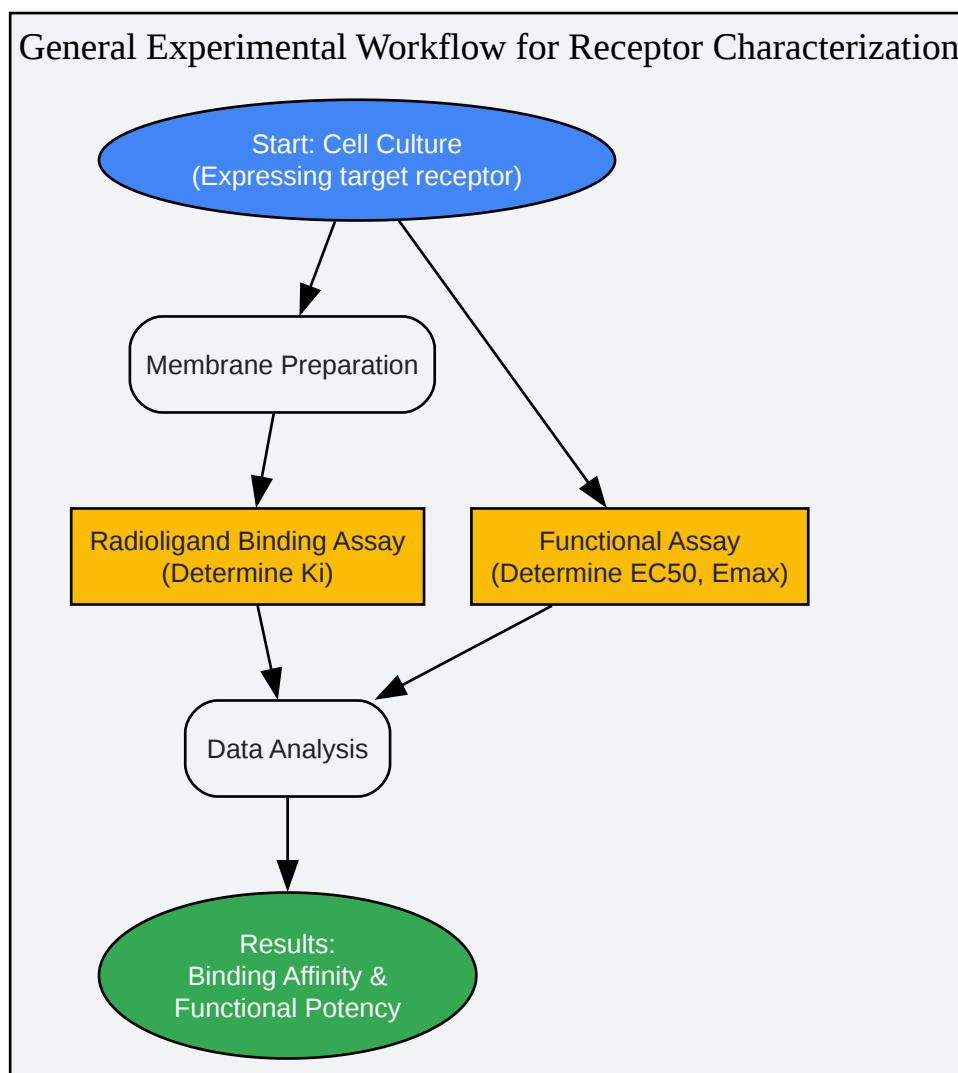 General Experimental Workflow for Receptor Characterization
Start: Cell Culture
(Expressing target receptor)
Membrane Preparation
Radioligand Binding Assay
(Determine Ki)
Functional Assay
(Determine EC50, Emax)
Data Analysis
Results:
Binding Affinity &
Functional Potency